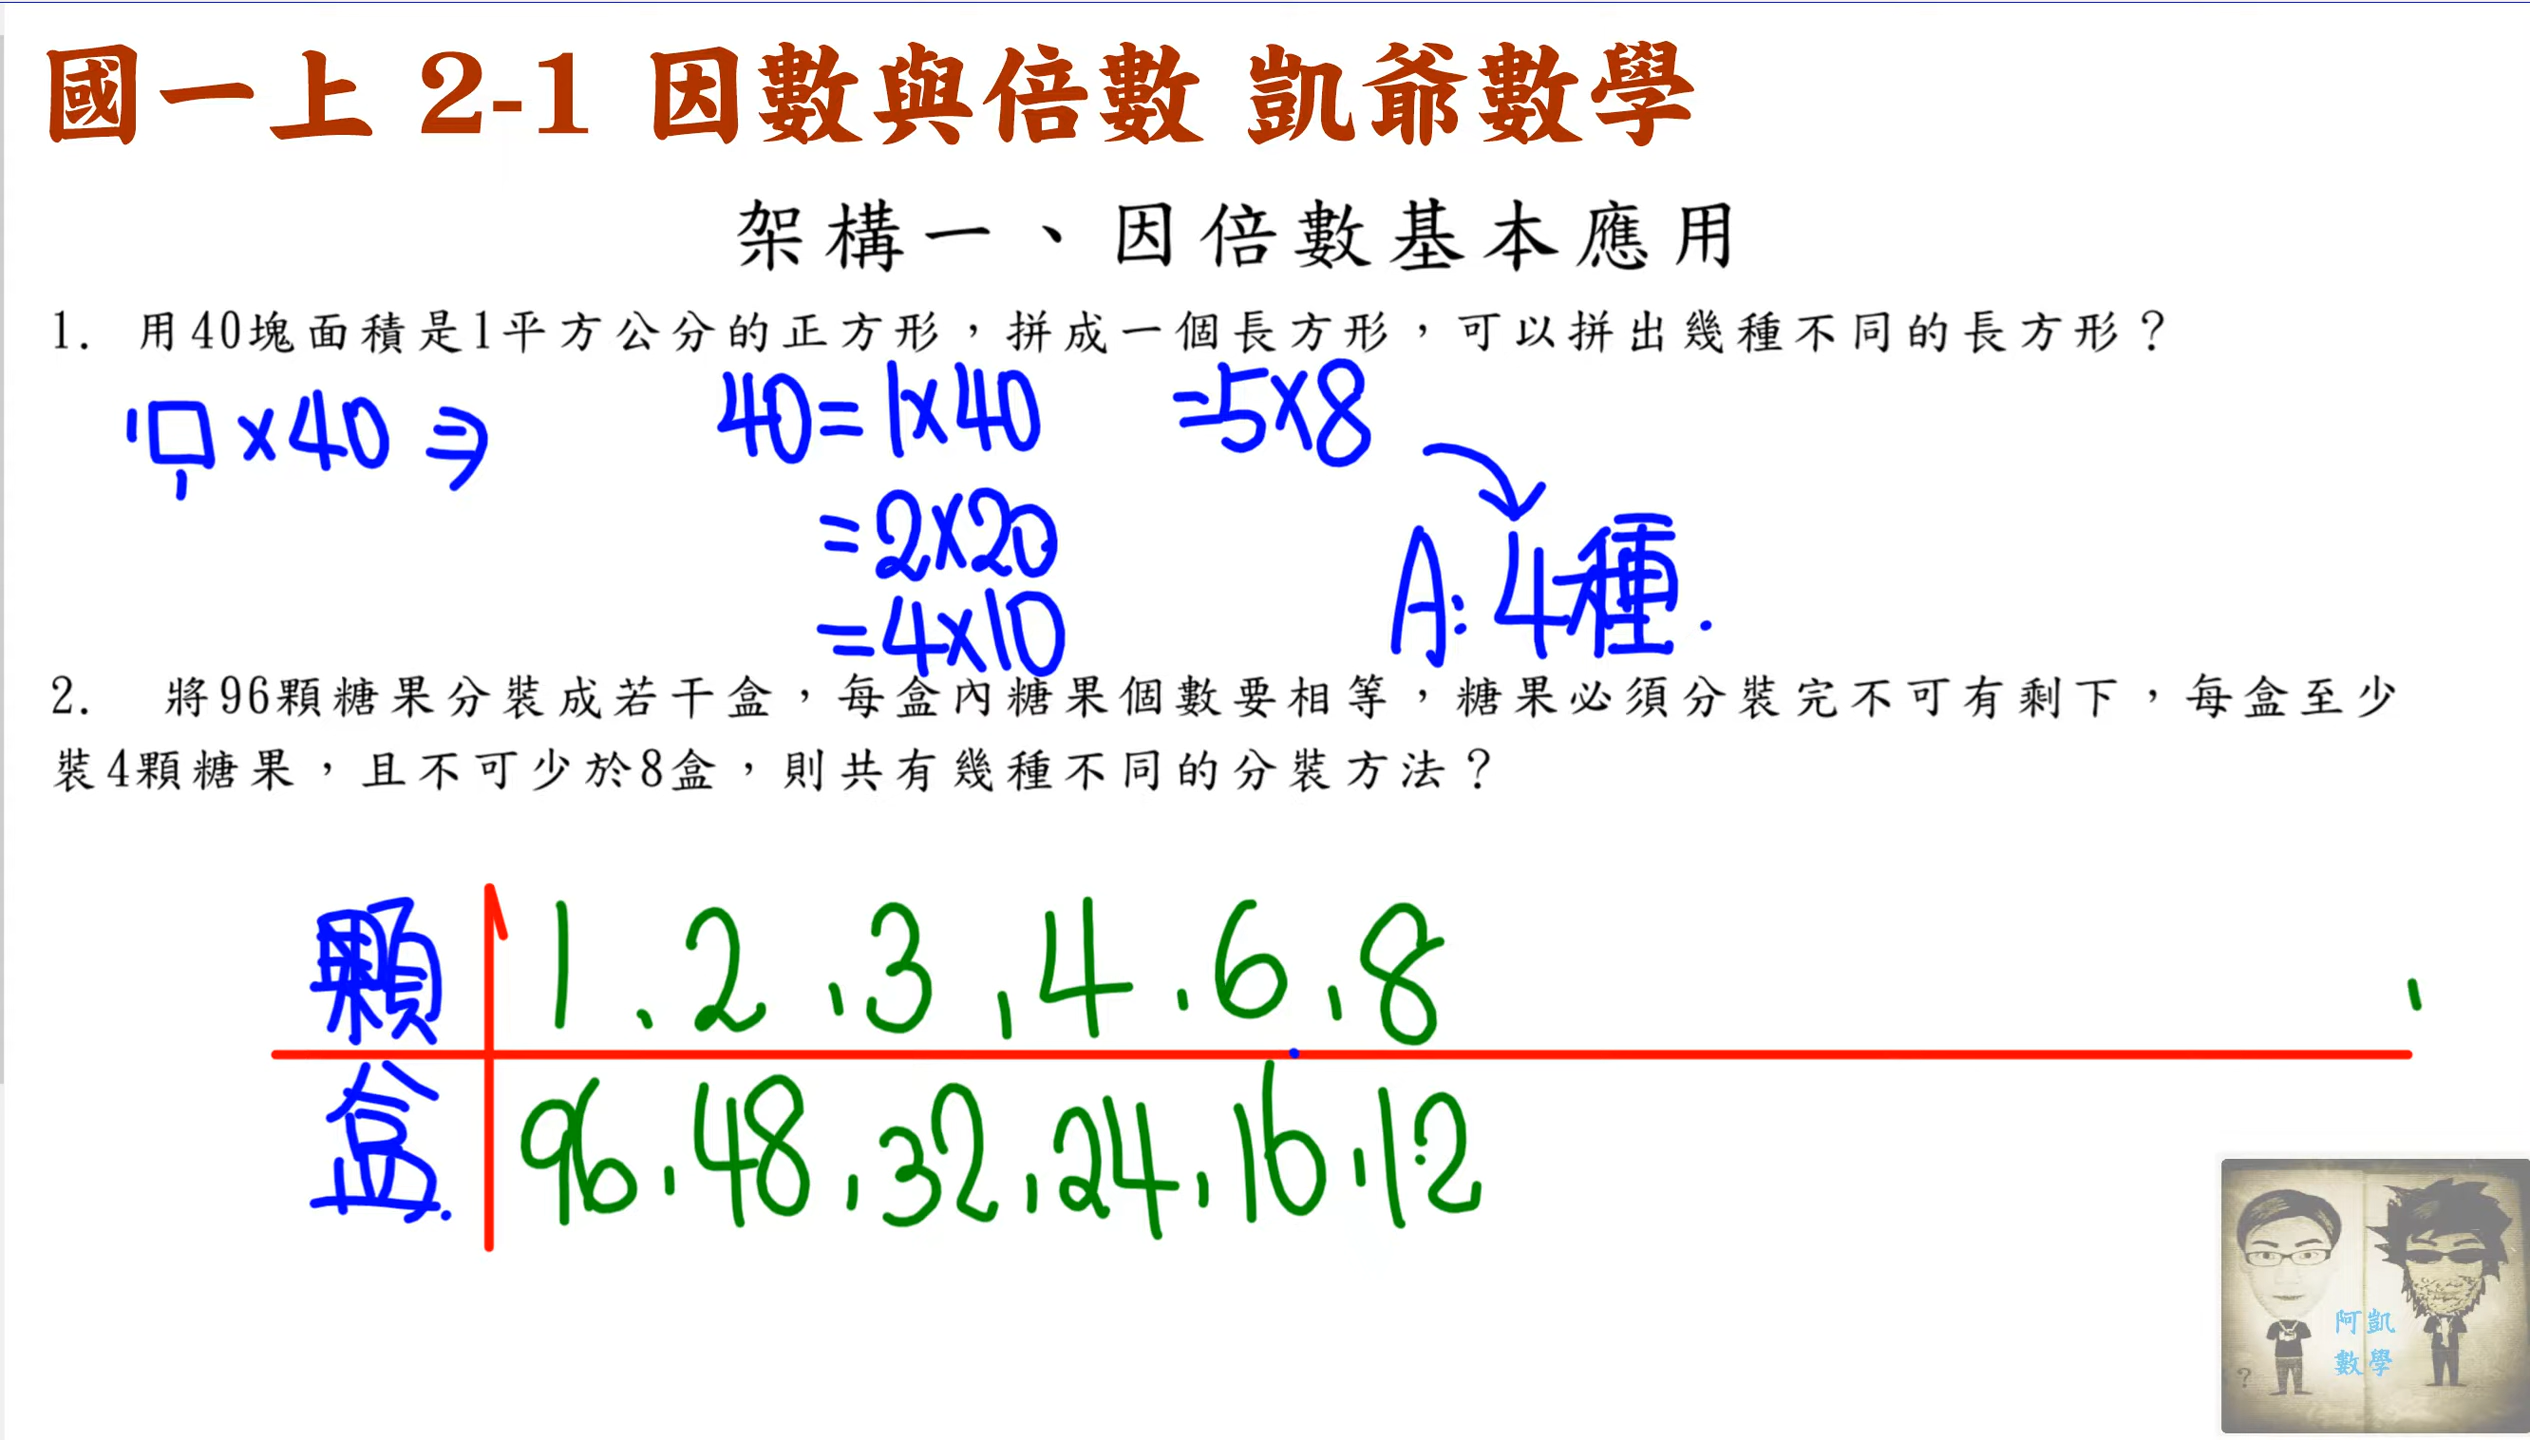 國一上 2-1 因數與倍數 凱爺數學
架構一、因倍數基本應用
1. 用40塊面積是1平方公分的正方形，拼成一個長方形，可以拼出幾種不同的長方形？
1 □ ×40 ⇒ 40=1×40 =5×8
1
=2×20
A: 4種.
=4×10
2. 將96顆糖果分裝成若干盒，每盒內糖果個數要相等，糖果必須分裝完不可有剩下，每盒至少
裝4顆糖果，且不可少於8盒，則共有幾種不同的分裝方法？
顆 1、2,3,4,6,8
盒. 96,48,32,24,16,12
阿凱
數學
?